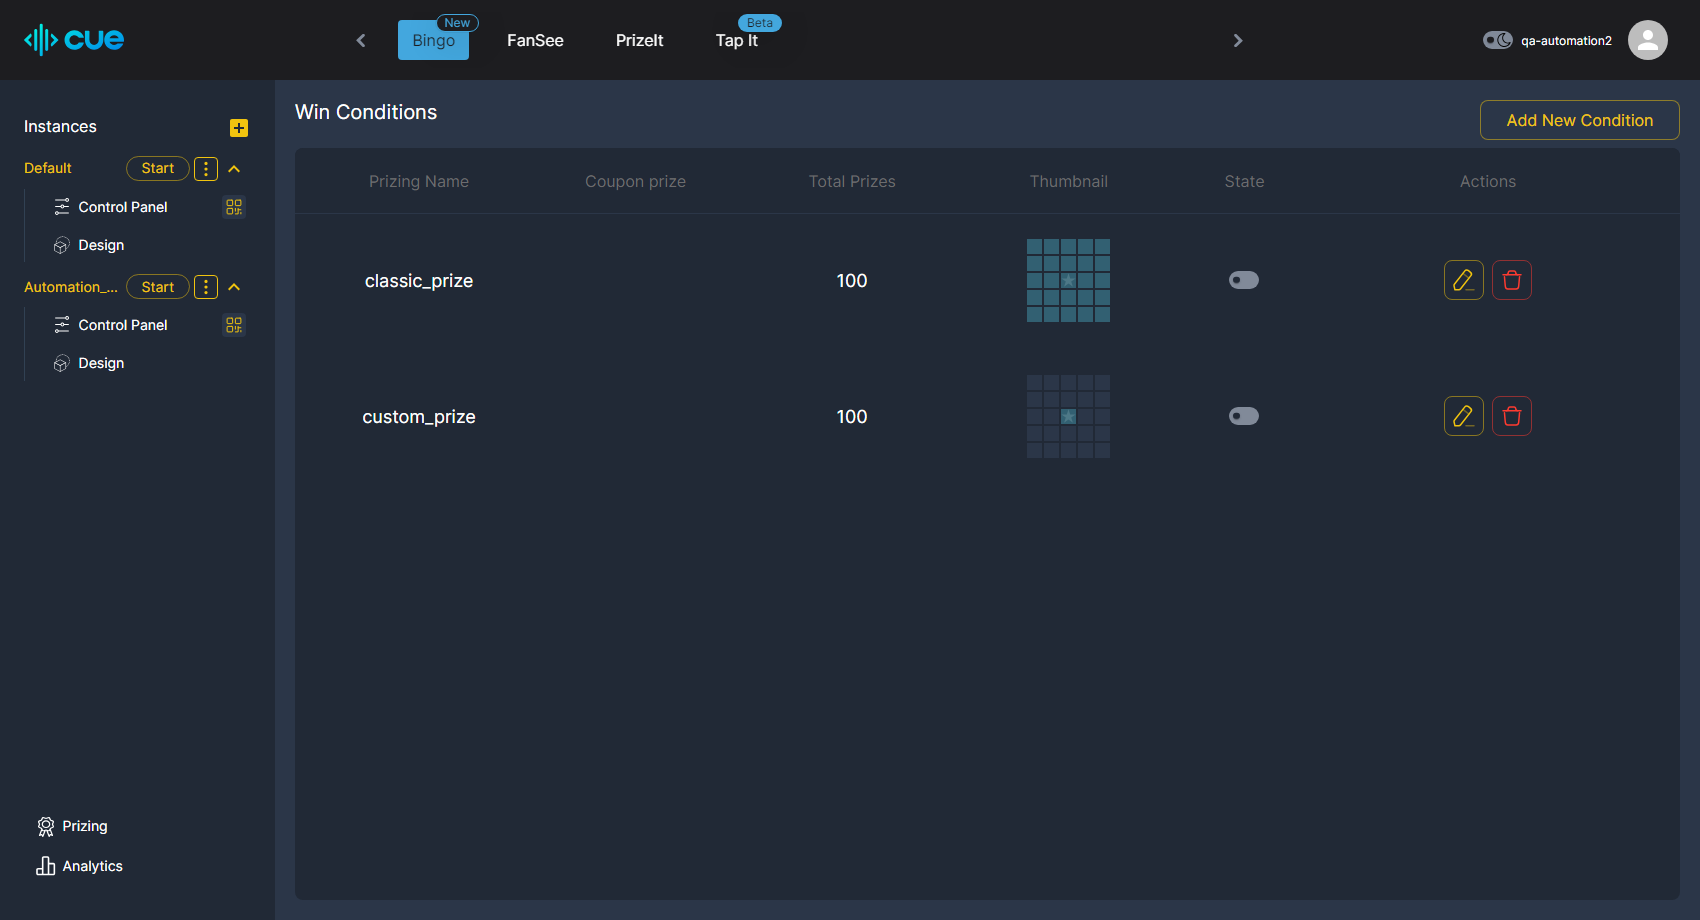 cue
Bingo
New
FanSee
PrizeIt
Tap It
Beta
qa-automation2
Instances
Default
Start
Control Panel
Design
Automation_...
Start
Control Panel
Design
Prizing
Analytics
Win Conditions
Add New Condition
Prizing Name Coupon prize Total Prizes Thumbnail State Actions
classic_prize 100
custom_prize 100